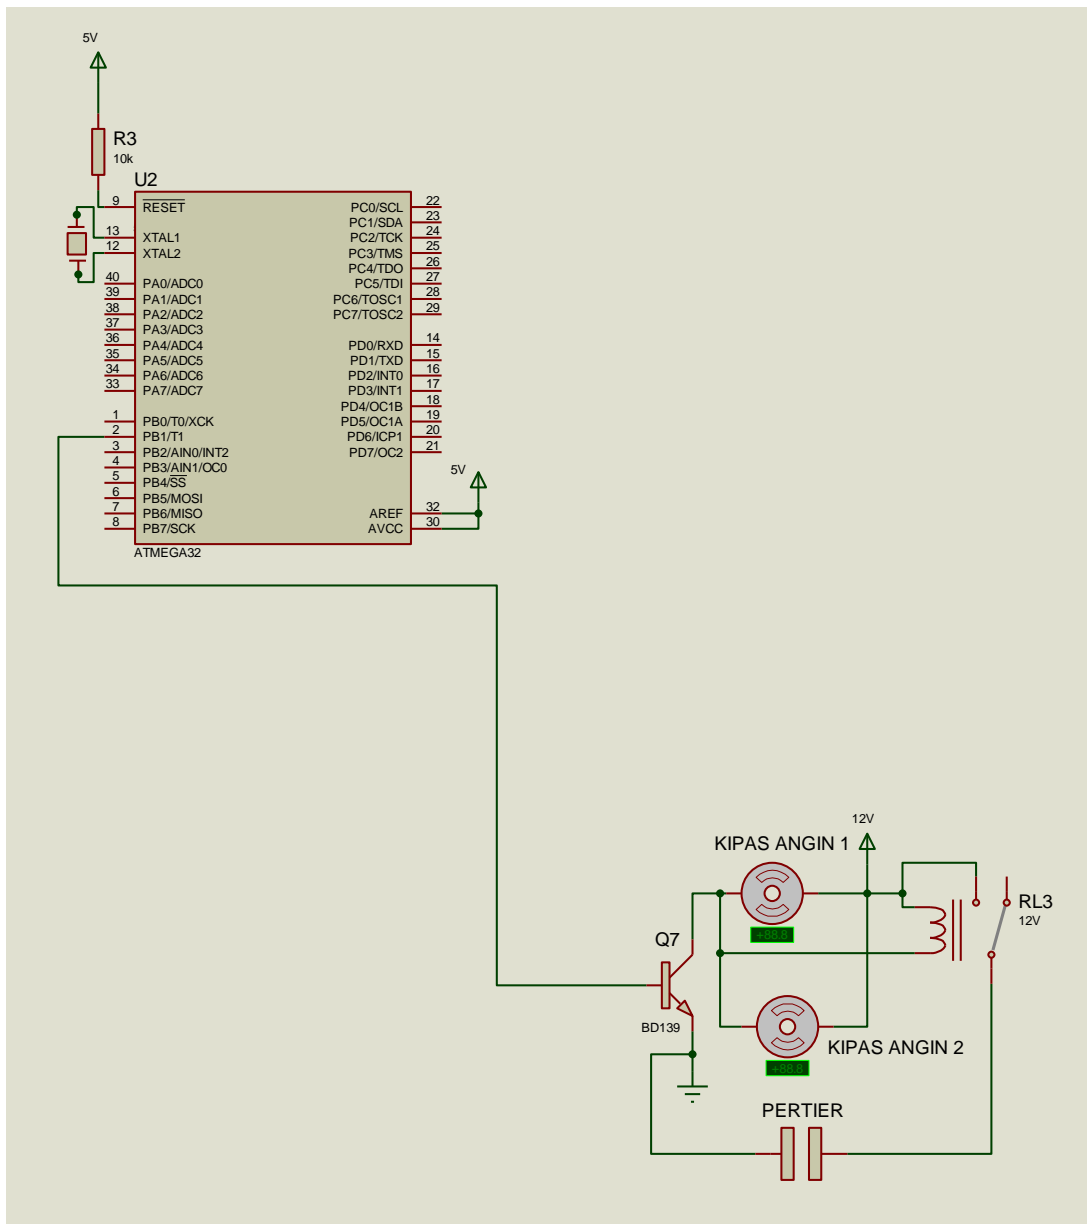 5V
R3
10k
U2
9 RESET
13 XTAL1
12 XTAL2
40 PA0/ADC0
39 PA1/ADC1
38 PA2/ADC2
37 PA3/ADC3
36 PA4/ADC4
35 PA5/ADC5
34 PA6/ADC6
33 PA7/ADC7
1 PB0/T0/XCK
2 PB1/T1
3 PB2/AIN0/INT2
4 PB3/AIN1/OC0
5 PB4/SS
6 PB5/MOSI
7 PB6/MISO
8 PB7/SCK
PC0/SCL 22
PC1/SDA 23
PC2/TCK 24
PC3/TMS 25
PC4/TDO 26
PC5/TDI 27
PC6/TOSC1 28
PC7/TOSC2 29
PD0/RXD 14
PD1/TXD 15
PD2/INT0 16
PD3/INT1 17
PD4/OC1B 18
PD5/OC1A 19
PD6/ICP1 20
PD7/OC2 21
AREF 32
AVCC 30
5V
ATMEGA32
12V
KIPAS ANGIN 1
+88.8
RL3
12V
Q7
BD139
KIPAS ANGIN 2
+88.8
PERTIER